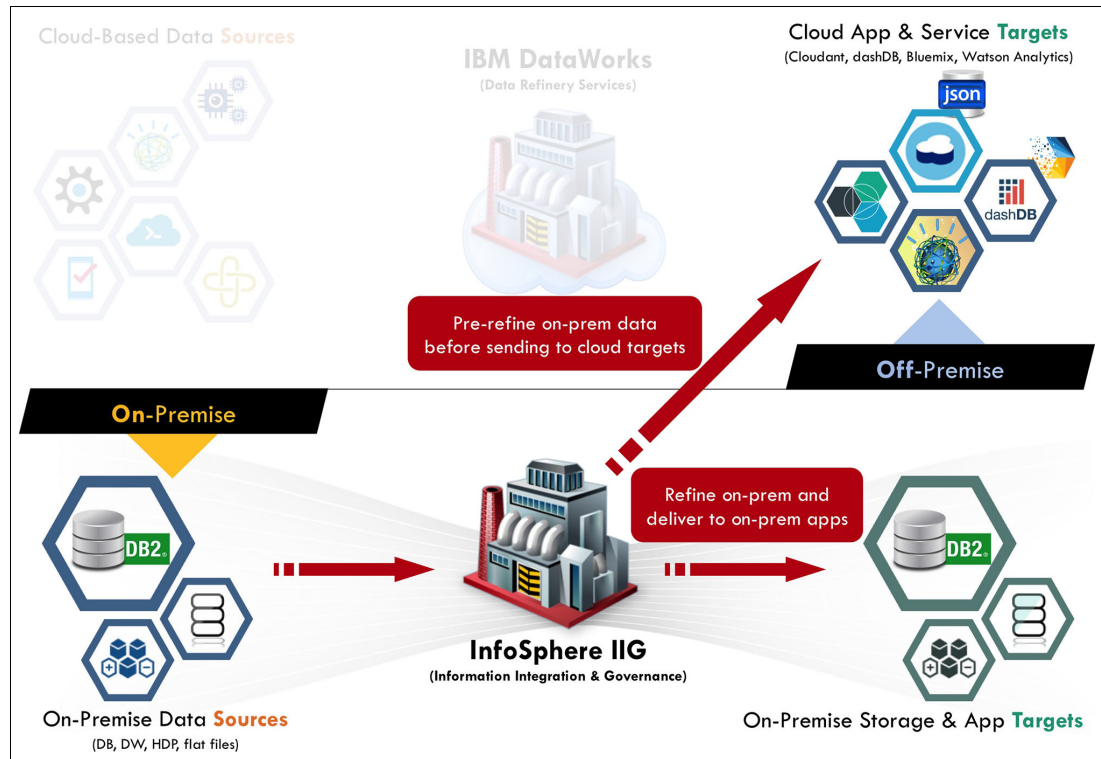 Cloud-Based Data Sources
IBM DataWorks
(Data Refinery Services)
Cloud App & Service Targets
(Cloudant, dashDB, Bluemix, Watson Analytics)
json
dashDB
Pre-refine on-prem data
before sending to cloud targets
Off-Premise
On-Premise
Refine on-prem and
deliver to on-prem apps
DB2®
DB2®
InfoSphere IIG
(Information Integration & Governance)
On-Premise Data Sources
(DB, DW, HDP, flat files)
On-Premise Storage & App Targets